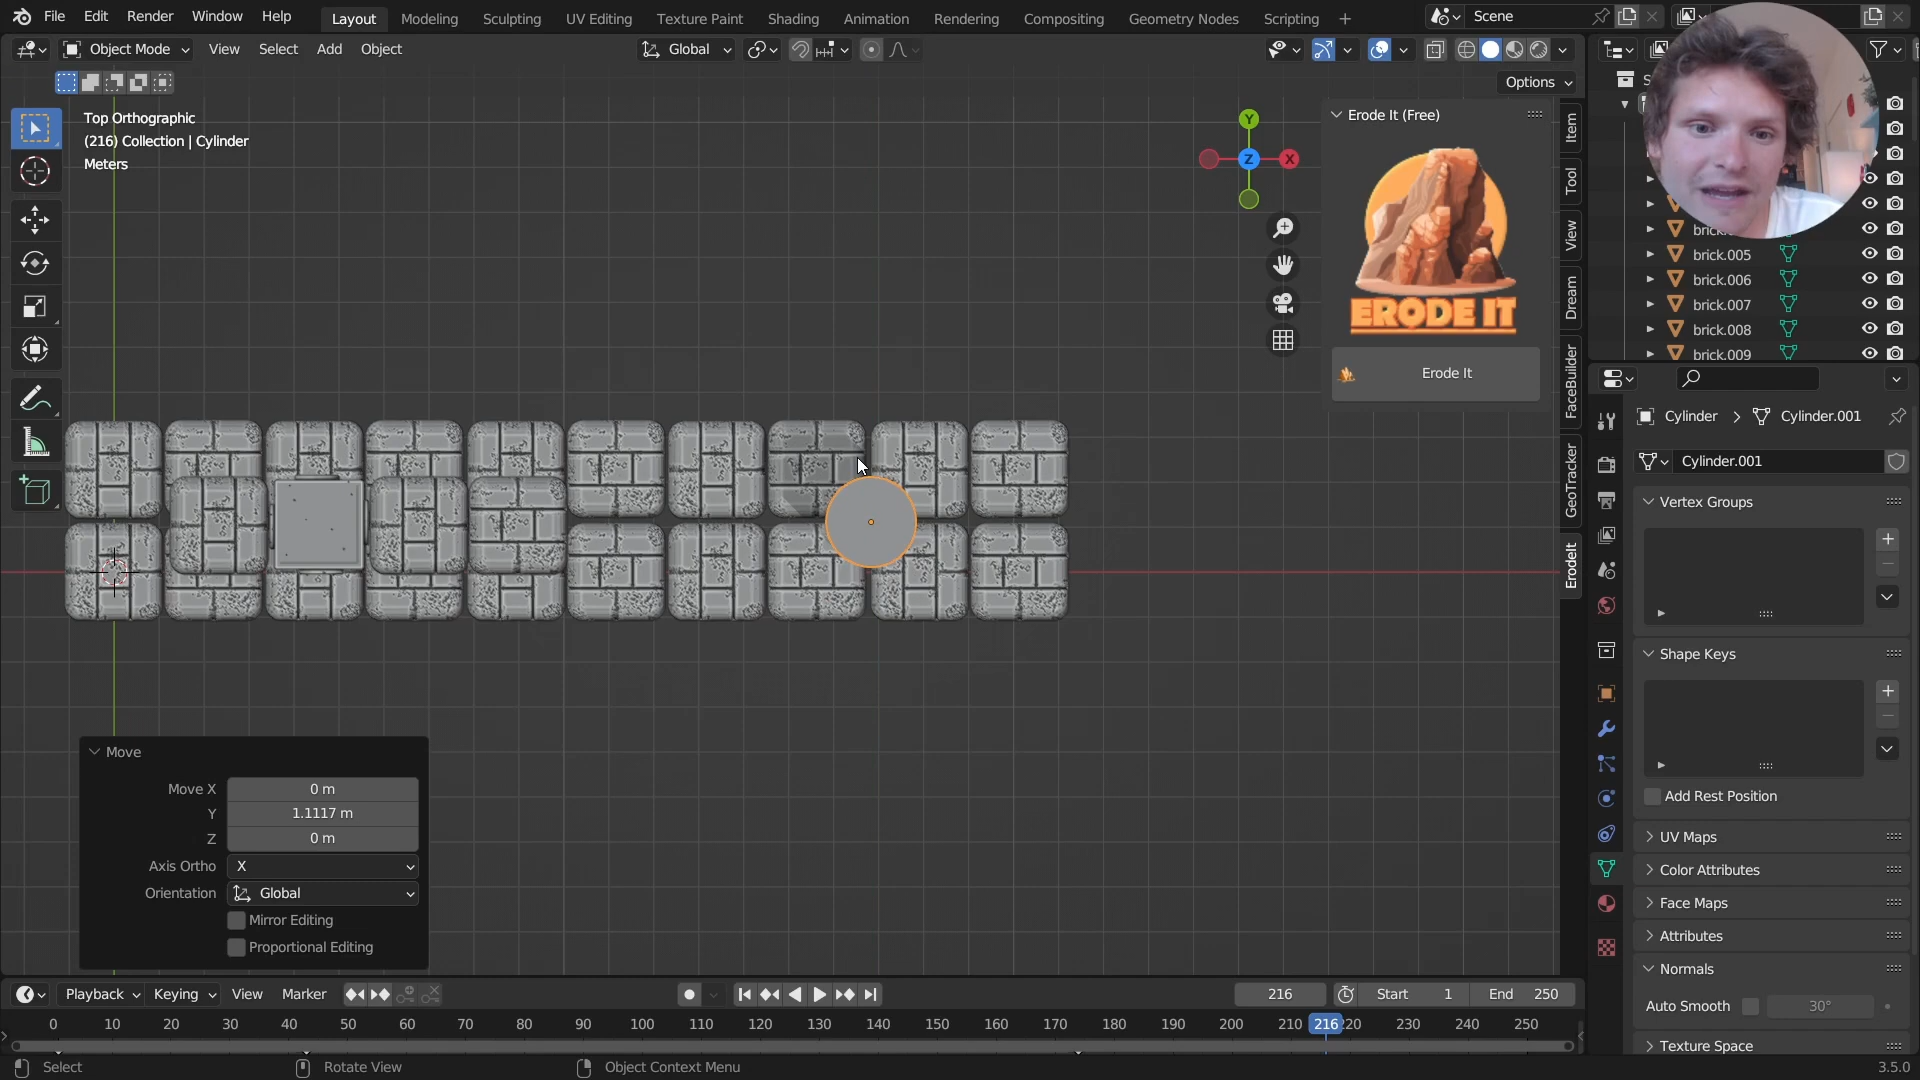 File Edit Render Window Help Layout Modeling Sculpting UV Editing Texture Paint Shading Animation Rendering Compositing Geometry Nodes Scripting Scene
Object Mode View Select Add Object Global
Options
Top Orthographic
(216) Collection | Cylinder
Meters
Y
Z
X
Erode It (Free)
ERODE IT
Erode It
Item
Tool
View
Dream
FaceBuilder
GeoTracker
ErodeIt
brick.005
brick.006
brick.007
brick.008
brick.009
Cylinder Cylinder.001
Cylinder.001
Vertex Groups
Shape Keys
Add Rest Position
UV Maps
Color Attributes
Face Maps
Attributes
Normals
Auto Smooth 30°
Texture Space
Move
Move X 0 m
Y 1.1117 m
Z 0 m
Axis Ortho X
Orientation Global
Mirror Editing
Proportional Editing
Playback Keying View Marker 216 Start 1 End 250
0 10 20 30 40 50 60 70 80 90 100 110 120 130 140 150 160 170 180 190 200 210 216 220 230 240 250
Select Rotate View Object Context Menu 3.5.0